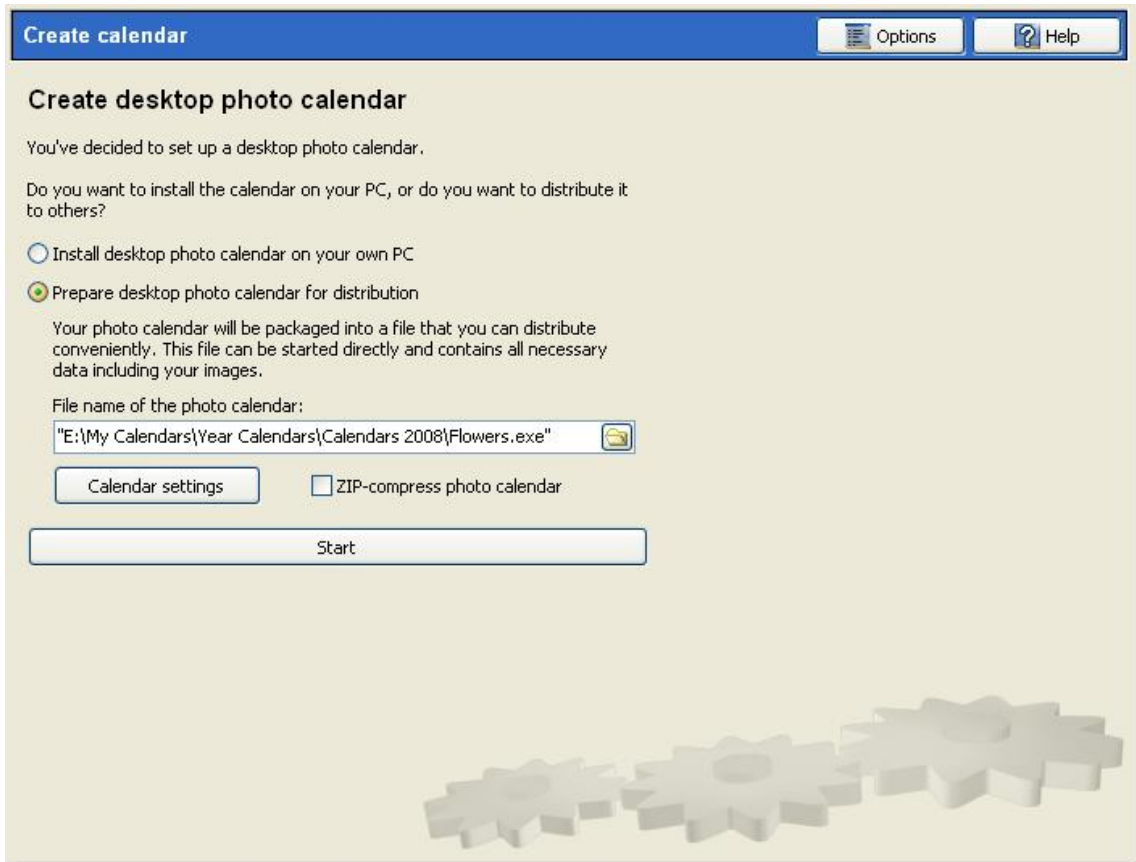 Create calendar
Options
Help
Create desktop photo calendar
You've decided to set up a desktop photo calendar.
Do you want to install the calendar on your PC, or do you want to distribute it
to others?
Install desktop photo calendar on your own PC
Prepare desktop photo calendar for distribution
Your photo calendar will be packaged into a file that you can distribute
conveniently. This file can be started directly and contains all necessary
data including your images.
File name of the photo calendar:
"E:\My Calendars\Year Calendars\Calendars 2008\Flowers.exe"
Calendar settings
ZIP-compress photo calendar
Start